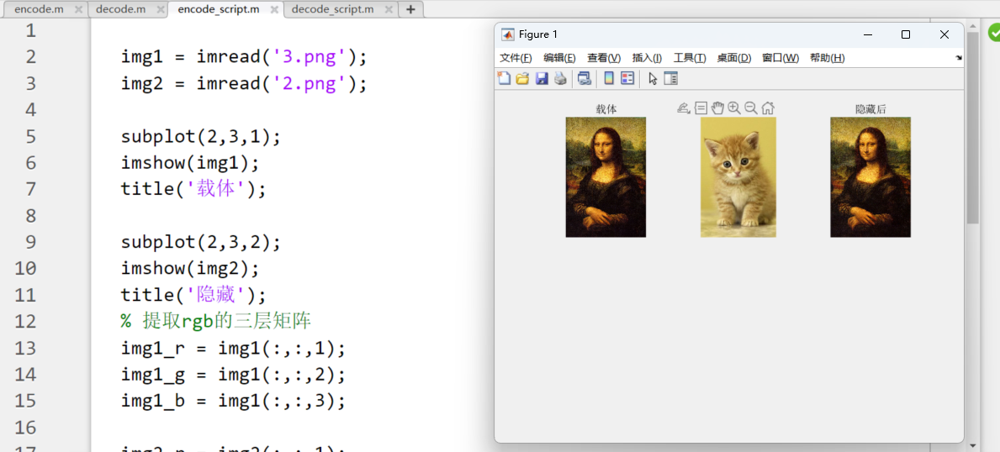 encode.m decode.m encode_script.m decode_script.m
1
2 img1 = imread('3.png');
3 img2 = imread('2.png');
4
5 subplot(2,3,1);
6 imshow(img1);
7 title('载体');
8
9 subplot(2,3,2);
10 imshow(img2);
11 title('隐藏');
12 % 提取rgb的三层矩阵
13 img1_r = img1(:,:,1);
14 img1_g = img1(:,:,2);
15 img1_b = img1(:,:,3);
16
Figure 1
文件(F) 编辑(E) 查看(V) 插入(I) 工具(T) 桌面(D) 窗口(W) 帮助(H)
载体 隐藏后